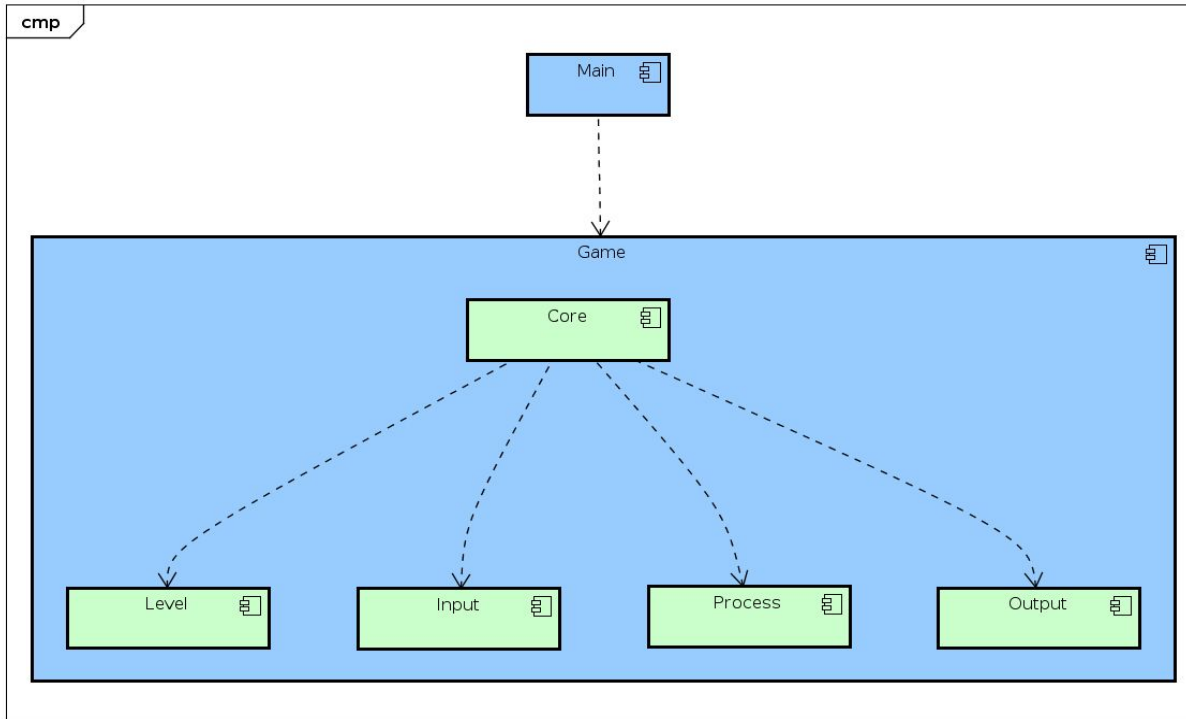 cmp
Main
Game
Core
Level
Input
Process
Output